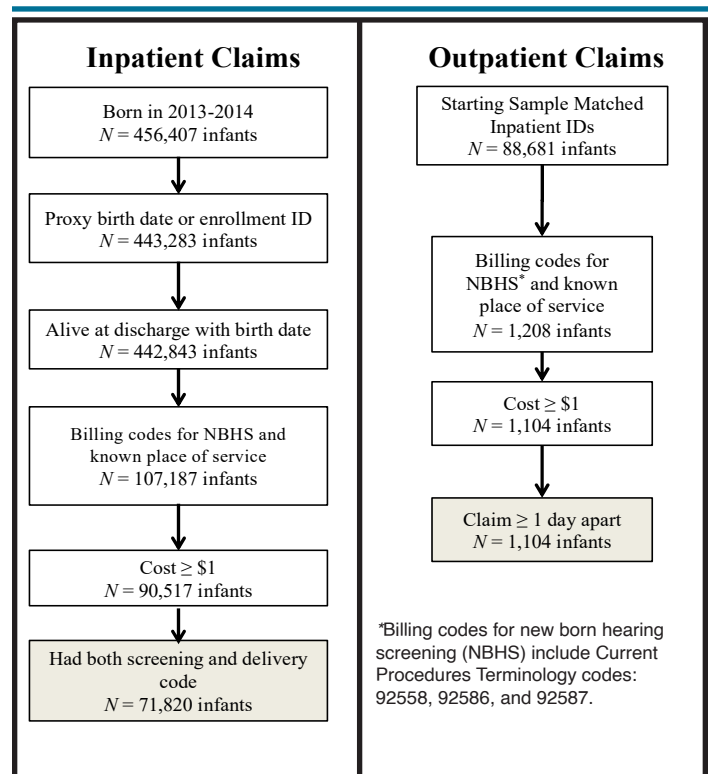 Inpatient Claims
Born in 2013-2014
N = 456,407 infants
Proxy birth date or enrollment ID
N = 443,283 infants
Alive at discharge with birth date
N = 442,843 infants
Billing codes for NBHS and
known place of service
N = 107,187 infants
Cost ≥ $1
N = 90,517 infants
Had both screening and delivery
code
N = 71,820 infants
Outpatient Claims
Starting Sample Matched
Inpatient IDs
N = 88,681 infants
Billing codes for
NBHS* and known
place of service
N = 1,208 infants
Cost ≥ $1
N = 1,104 infants
Claim ≥ 1 day apart
N = 1,104 infants
*Billing codes for new born hearing
screening (NBHS) include Current
Procedures Terminology codes:
92558, 92586, and 92587.